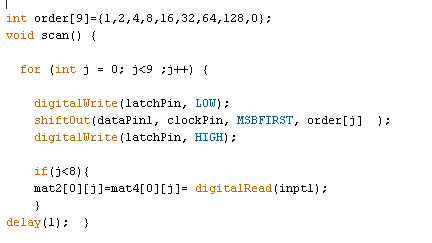 int order[9]={1,2,4,8,16,32,64,128,0};
void scan() {
for (int j = 0; j<9 ;j++) {
digitalWrite(latchPin, LOW);
shiftOut(dataPin1, clockPin, MSBFIRST, order[j]  );
digitalWrite(latchPin, HIGH);
if(j<8){
mat2[0][j]=mat4[0][j]= digitalRead(inpt1);
}
delay(1);  }